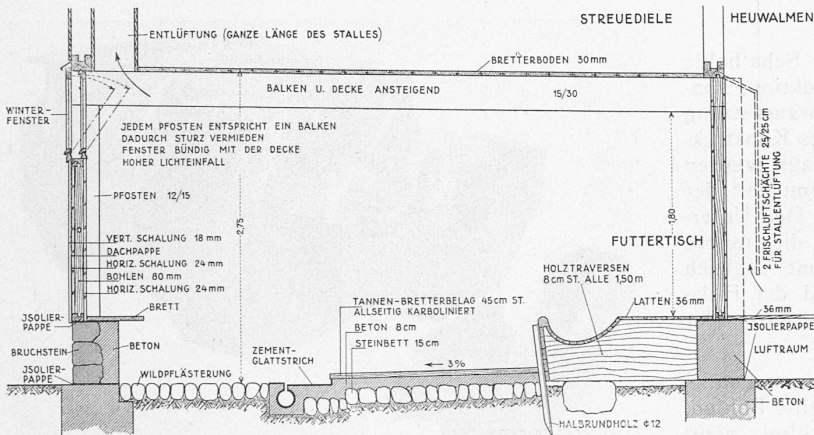 STREUEDIELE
HEUWALMEN
ENTLÜFTUNG (GANZE LÄNGE DES STALLES)
BRETTERBODEN 30mm
BALKEN U. DECKE ANSTEIGEND
15/30
WINTER-
FENSTER
JEDEM PFOSTEN ENTSPRICHT EIN BALKEN
DADURCH STURZ VERMIEDEN
FENSTER BÜNDIG MIT DER DECKE
HOHER LICHTEINFALL
PFOSTEN 12/15
2,75
1,80
2 FRISCHLUFTSCHÄCHTE 25/25cm
FÜR STALLENTLÜFTUNG
VERT. SCHALUNG 18 mm
DACHPAPPE
HORIZ. SCHALUNG 24 mm
BOHLEN 80 mm
HORIZ. SCHALUNG 24mm
FUTTERTISCH
HOLZTRAVERSEN
8cm ST. ALLE 1,50m
BRETT
TANNEN-BRETTERBELAG 45cm ST.
ALLSEITIG KARBOLINIERT
LATTEN 36mm
36mm
JSOLIER-
PAPPE
BETON 8cm
JSOLIERPAPPE
BRUCHSTEIN
BETON
ZEMENT-
GLATTSTRICH
STEINBETT 15cm
LUFTRAUM
3%
JSOLIER-
PAPPE
WILDPFLÄSTERUNG
BETON
HALBRUNDHOLZ ¢12